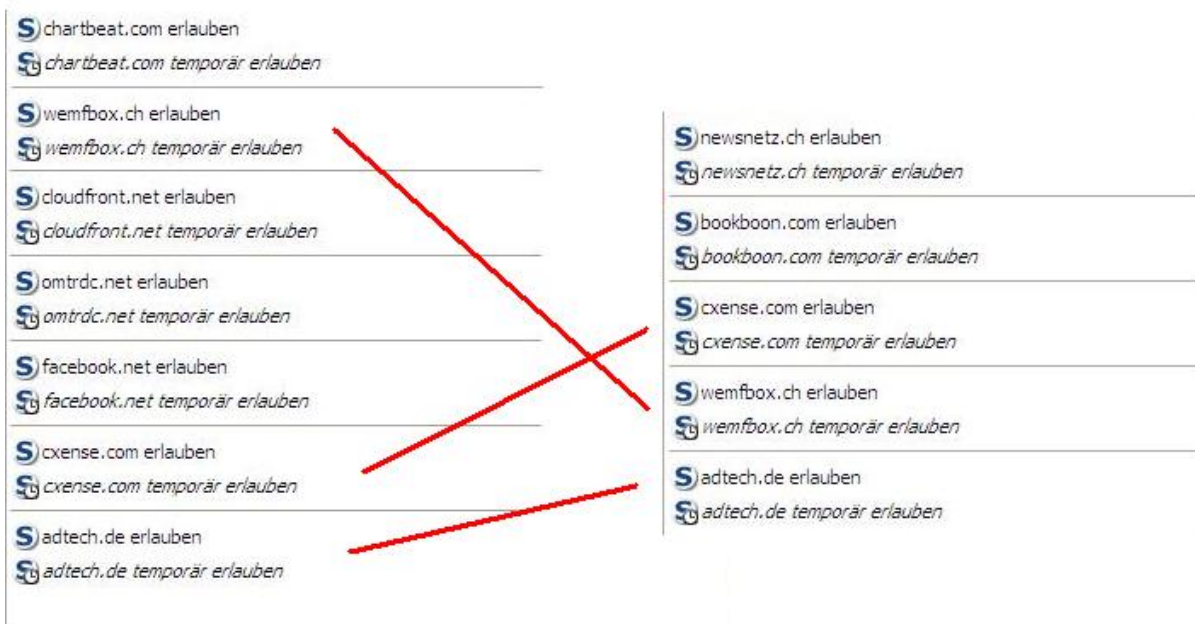 chartbeat.com erlauben
chartbeat.com temporär erlauben
wemfbox.ch erlauben
wemfbox.ch temporär erlauben
cloudfront.net erlauben
cloudfront.net temporär erlauben
omtrdc.net erlauben
omtrdc.net temporär erlauben
facebook.net erlauben
facebook.net temporär erlauben
cxense.com erlauben
cxense.com temporär erlauben
adtech.de erlauben
adtech.de temporär erlauben
newsnetz.ch erlauben
newsnetz.ch temporär erlauben
bookboon.com erlauben
bookboon.com temporär erlauben
cxense.com erlauben
cxense.com temporär erlauben
wemfbox.ch erlauben
wemfbox.ch temporär erlauben
adtech.de erlauben
adtech.de temporär erlauben